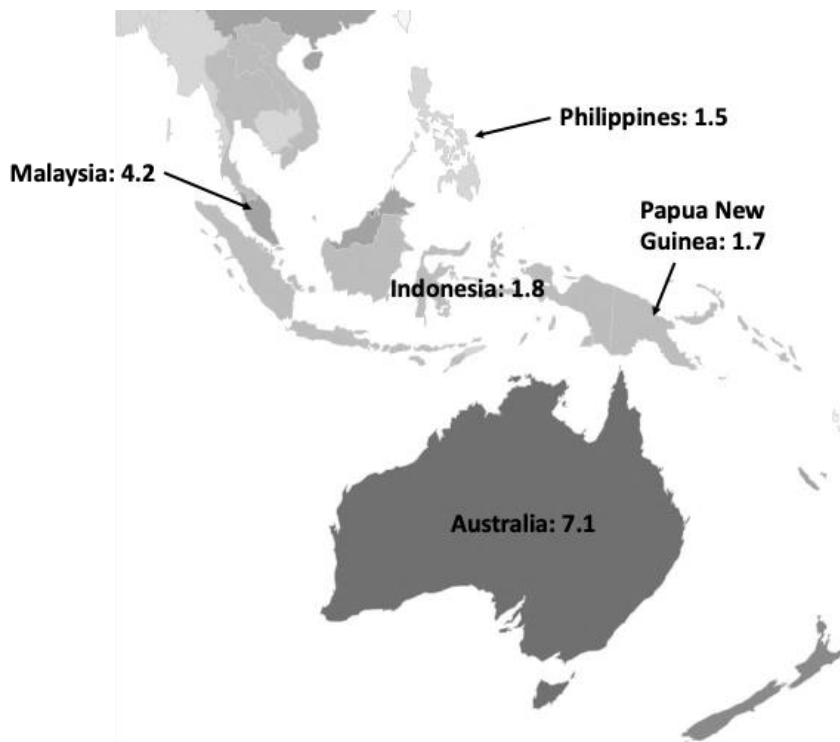 Philippines: 1.5
Malaysia: 4.2
Papua New
Guinea: 1.7
Indonesia: 1.8
Australia: 7.1